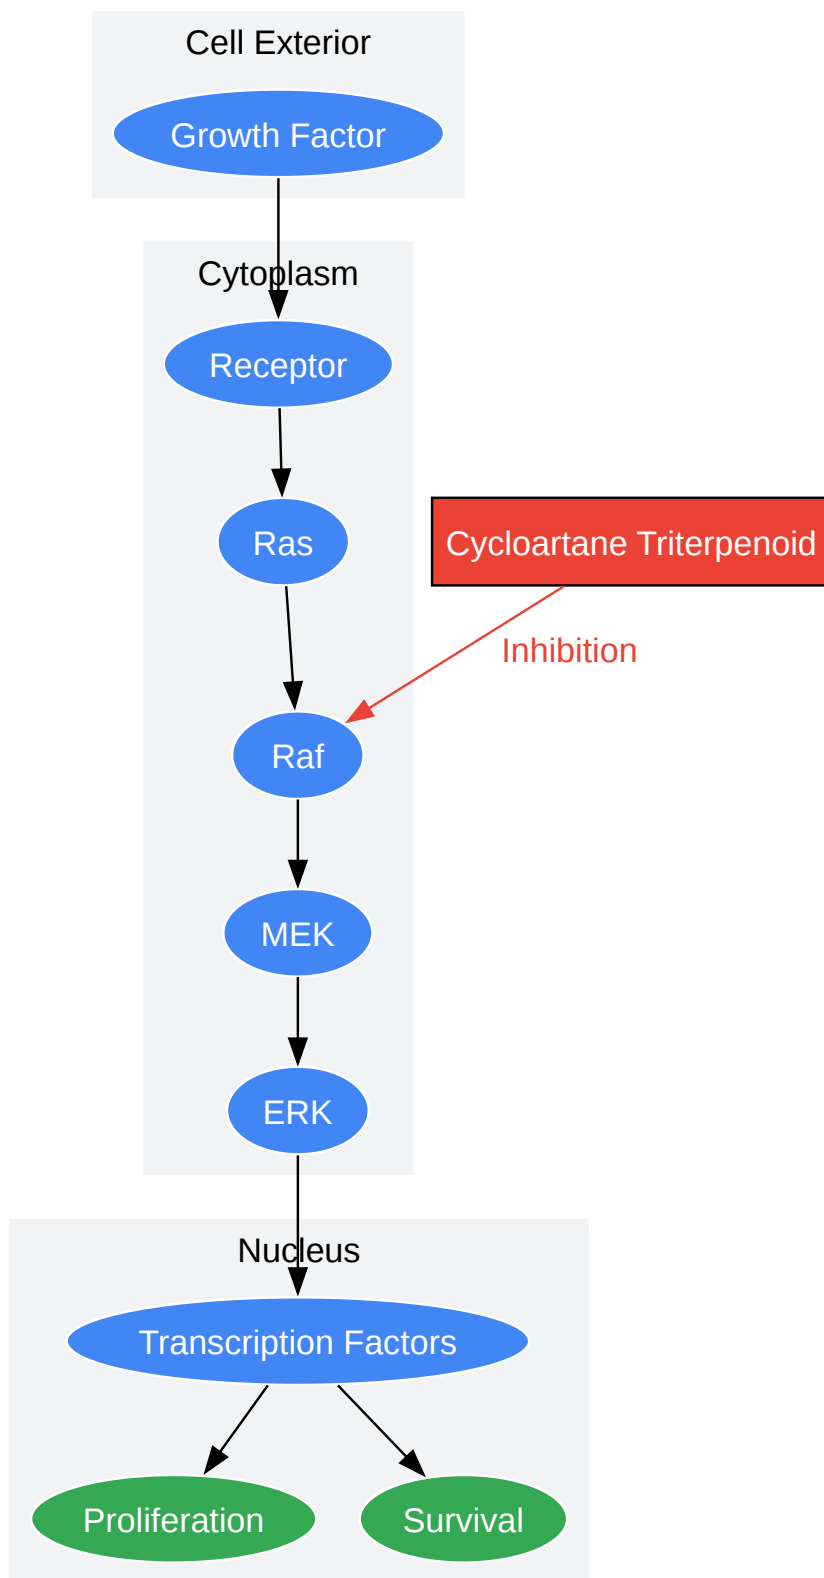 Cell Exterior
Growth Factor
Cytoplasm
Receptor
Ras
Cycloartane Triterpenoid
Inhibition
Raf
MEK
ERK
Nucleus
Transcription Factors
Proliferation
Survival